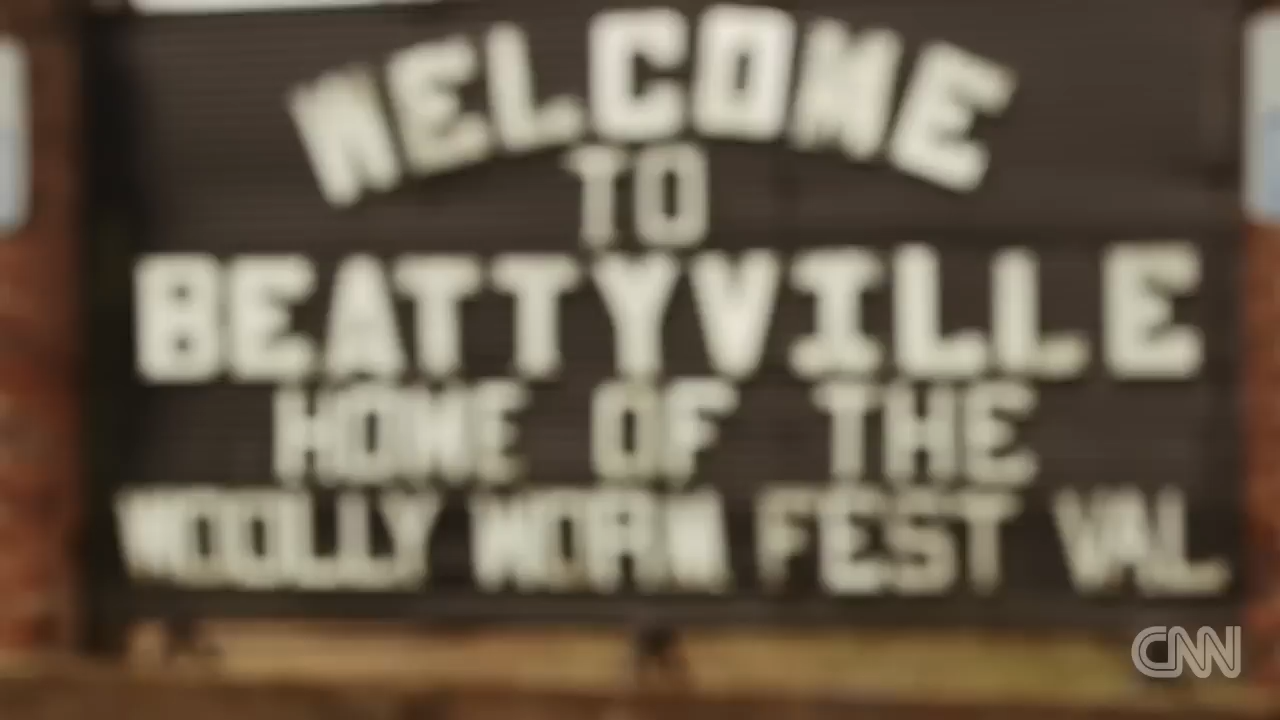 WELCOME
TO
BEATTYVILLE
HOME OF THE
WOOLLY WORM FEST VAL
CNN